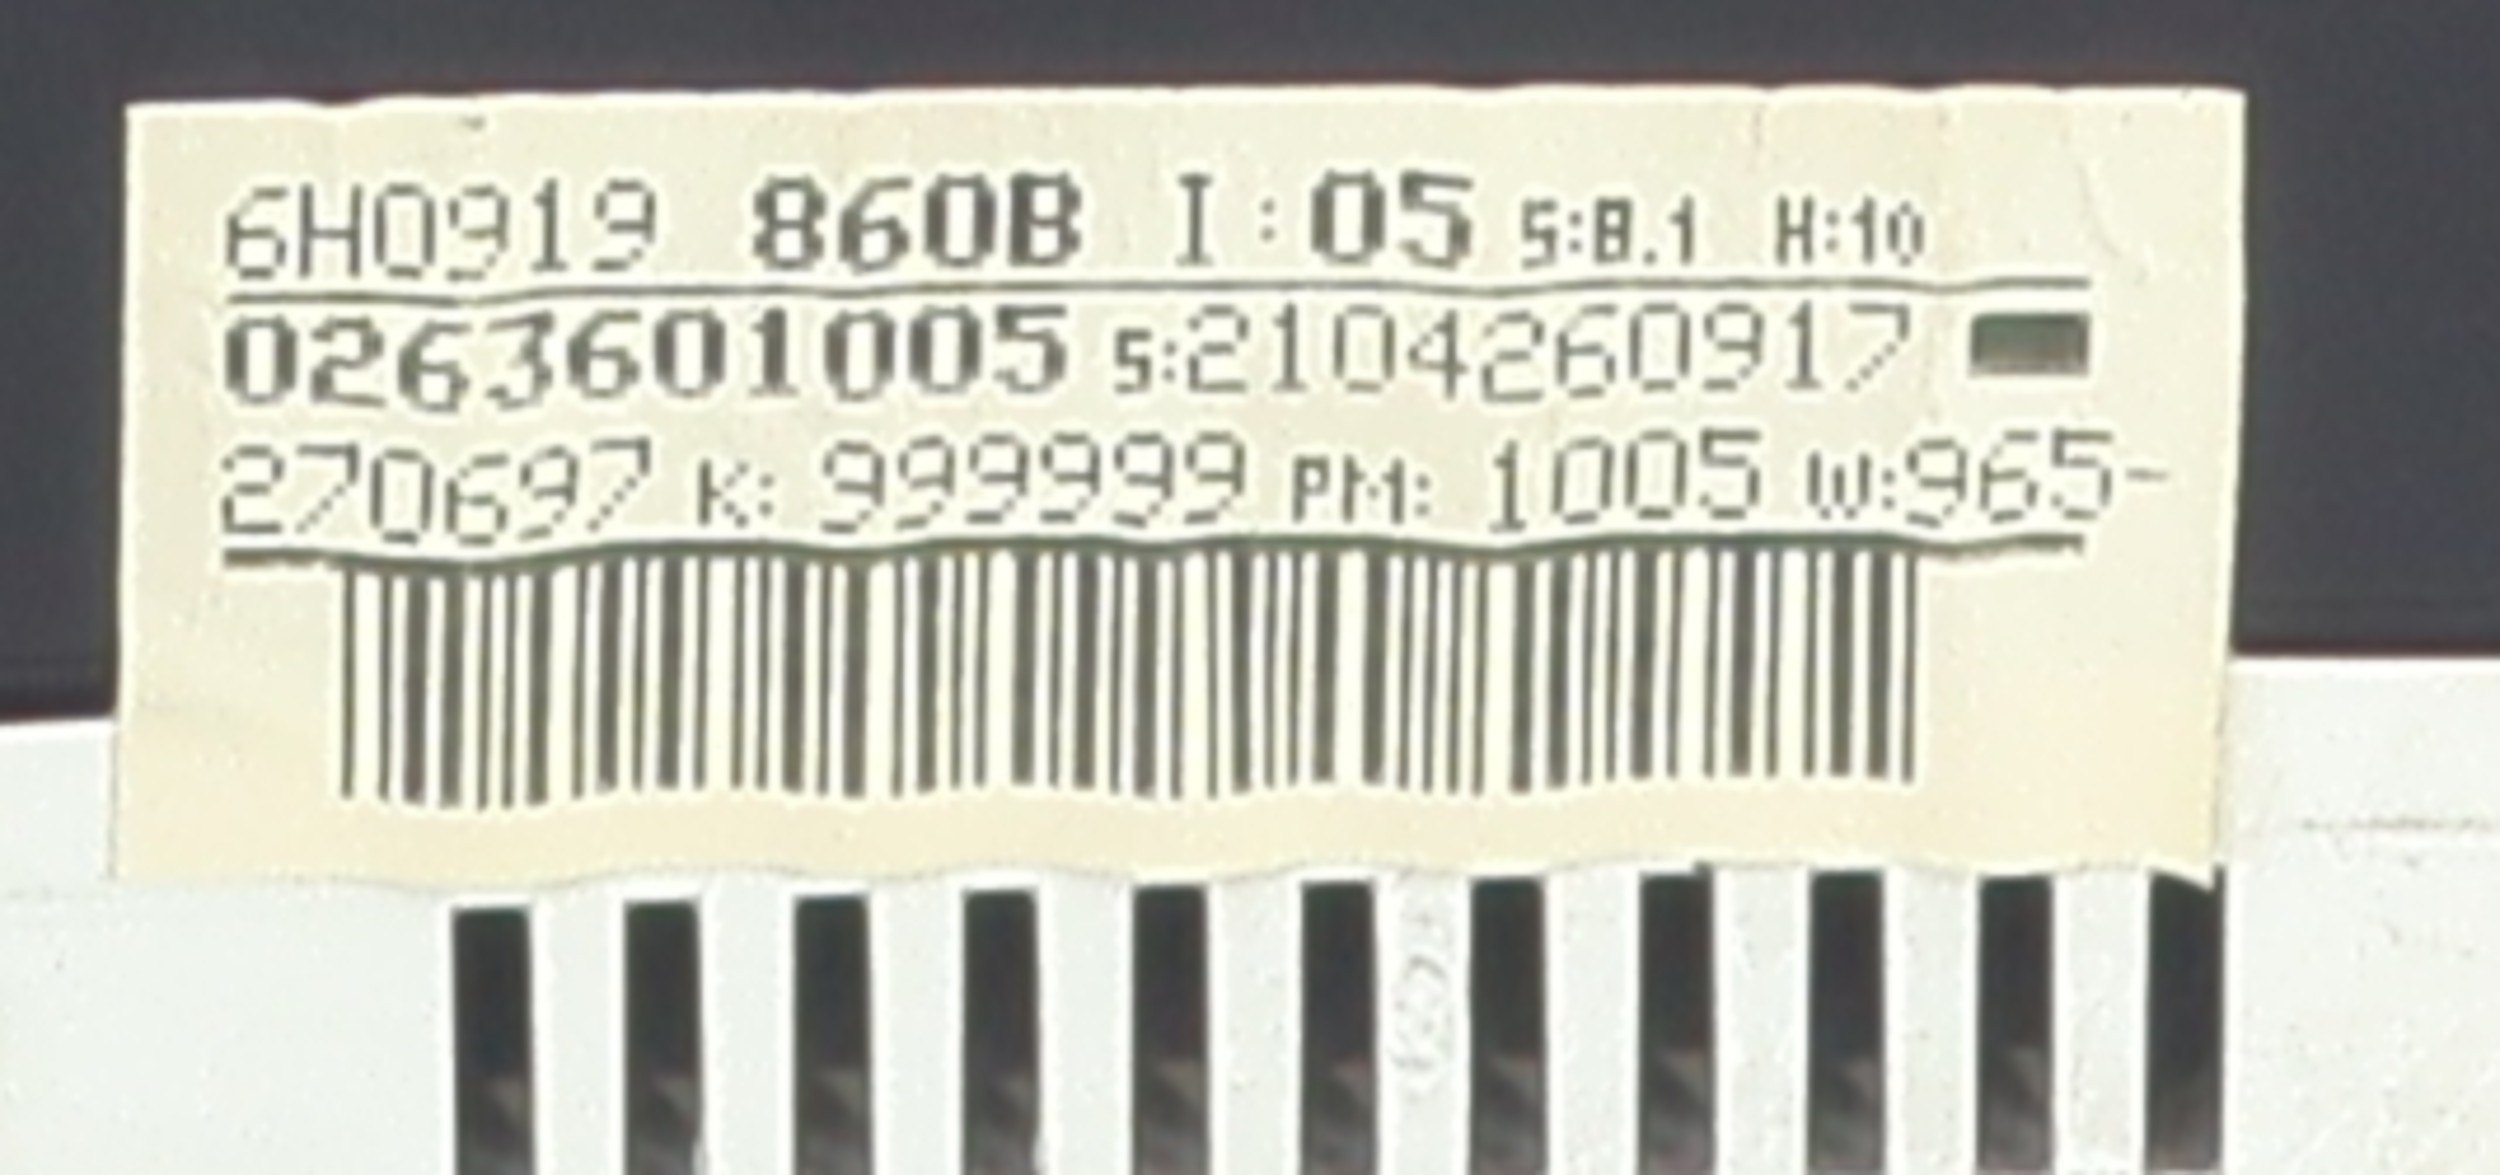 6H0919 860B I:05 S:8.1 H:10
0263601005 S:2104260917
270697 K: 999999 PM: 1005 W:965-